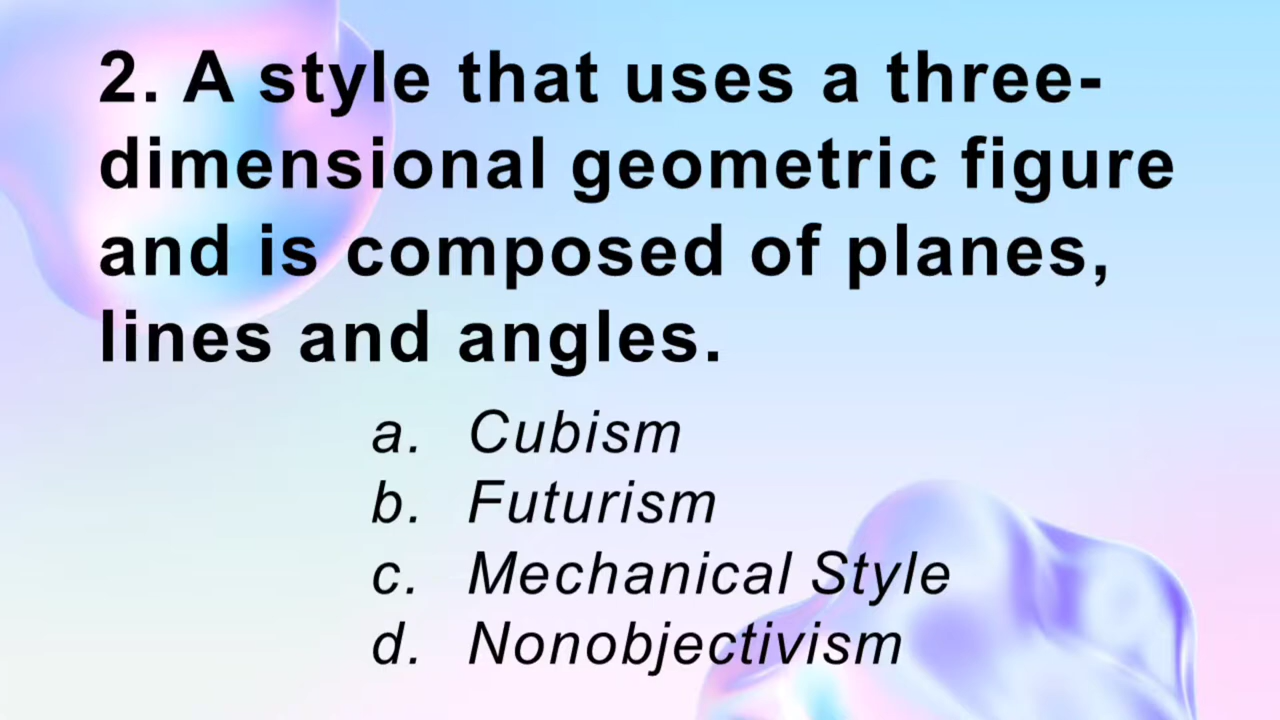 2. A style that uses a three-
dimensional geometric figure
and is composed of planes,
lines and angles.
a. Cubism
b. Futurism
c. Mechanical Style
d. Nonobjectivism